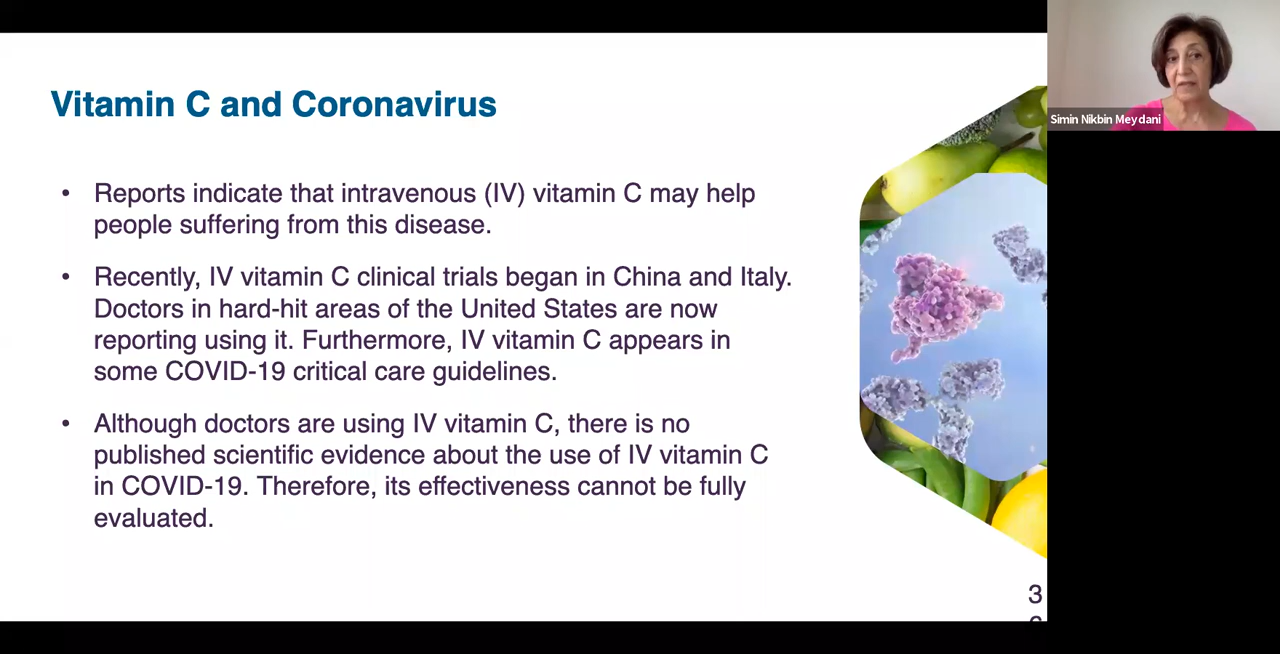 Vitamin C and Coronavirus
• Reports indicate that intravenous (IV) vitamin C may help
people suffering from this disease.
• Recently, IV vitamin C clinical trials began in China and Italy.
Doctors in hard-hit areas of the United States are now
reporting using it. Furthermore, IV vitamin C appears in
some COVID-19 critical care guidelines.
• Although doctors are using IV vitamin C, there is no
published scientific evidence about the use of IV vitamin C
in COVID-19. Therefore, its effectiveness cannot be fully
evaluated.
3
Simin Nikbin Meydani